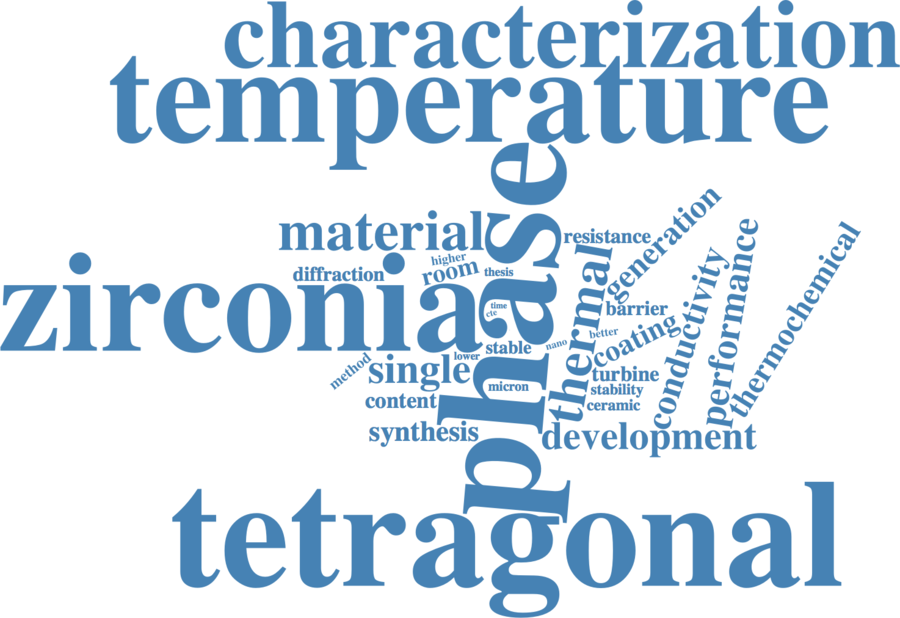 characterization
temperature
phase
material
resistance
generation
higher
room
thesis
diffraction
thermal
performance
thermochemical
zirconia
time
cte
barrier
conductivity
better
coating
nano
stable
lower
method
single
turbine
micron
stability
content
ceramic
synthesis
development
tetragonal